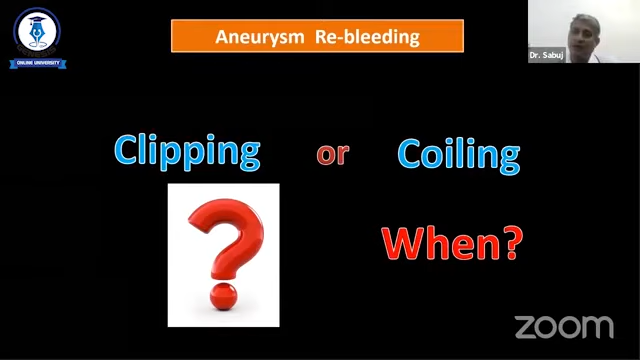 Aneurysm Re-bleeding
Dr. Sabuj
ONLINE UNIVERSITY
Clipping or Coiling
When?
zoom